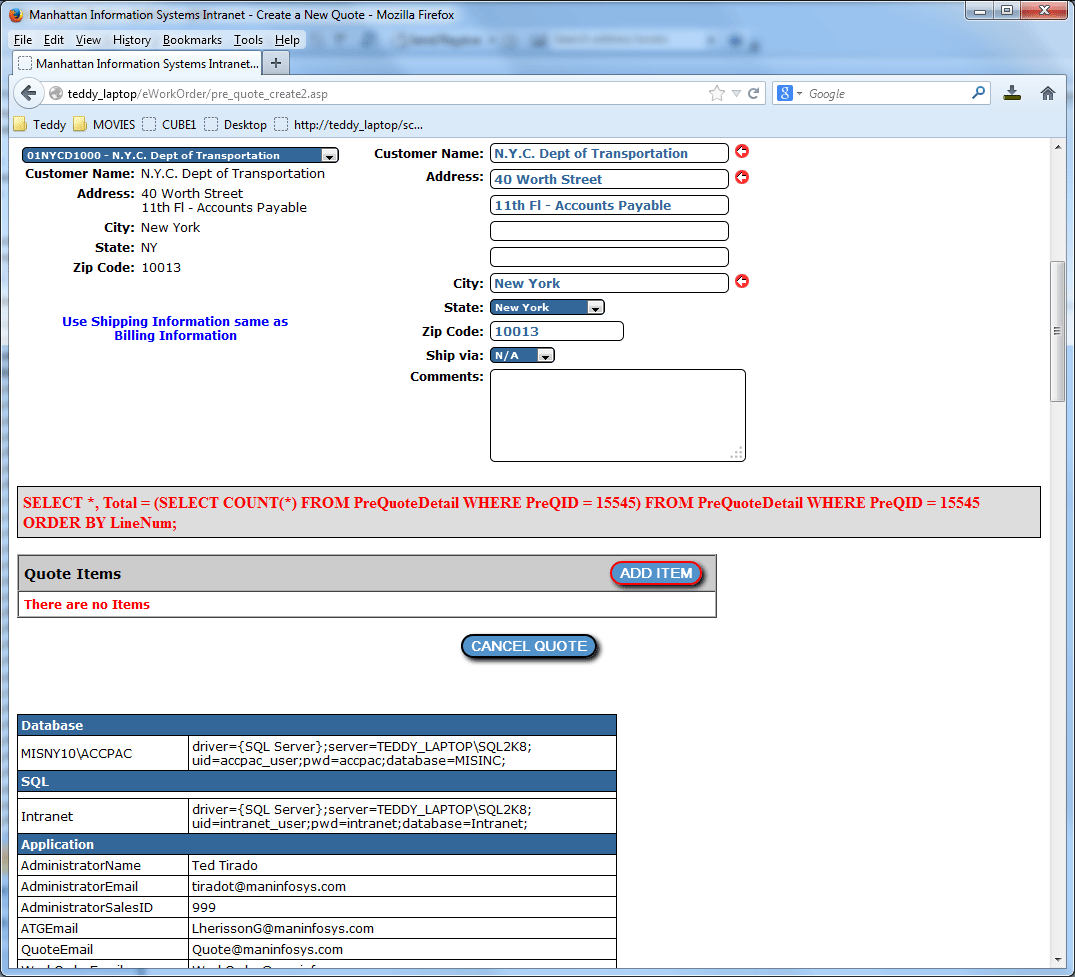 Manhattan Information Systems Intranet - Create a New Quote - Mozilla Firefox
File Edit View History Bookmarks Tools Help
Manhattan Information Systems Intranet... +
teddy_laptop/eWorkOrder/pre_quote_create2.asp
Google
Teddy MOVIES CUBE1 Desktop http://teddy_laptop/sc...
01NYCD1000 - N.Y.C. Dept of Transportation
Customer Name: N.Y.C. Dept of Transportation
Address: 40 Worth Street
11th Fl - Accounts Payable
City: New York
State: NY
Zip Code: 10013
Use Shipping Information same as
Billing Information
Customer Name: N.Y.C. Dept of Transportation
Address: 40 Worth Street
11th Fl - Accounts Payable
City: New York
State: New York
Zip Code: 10013
Ship via: N/A
Comments:
SELECT *, Total = (SELECT COUNT(*) FROM PreQuoteDetail WHERE PreQID = 15545) FROM PreQuoteDetail WHERE PreQID = 15545
ORDER BY LineNum;
Quote Items ADD ITEM
There are no Items
CANCEL QUOTE
Database
MISNY10\ACCPAC driver={SQL Server};server=TEDDY_LAPTOP\SQL2K8;
uid=accpac_user;pwd=accpac;database=MISINC;
SQL
Intranet driver={SQL Server};server=TEDDY_LAPTOP\SQL2K8;
uid=intranet_user;pwd=intranet;database=Intranet;
Application
AdministratorName Ted Tirado
AdministratorEmail tiradot@maninfosys.com
AdministratorSalesID 999
ATGEmail LherissonG@maninfosys.com
QuoteEmail Quote@maninfosys.com